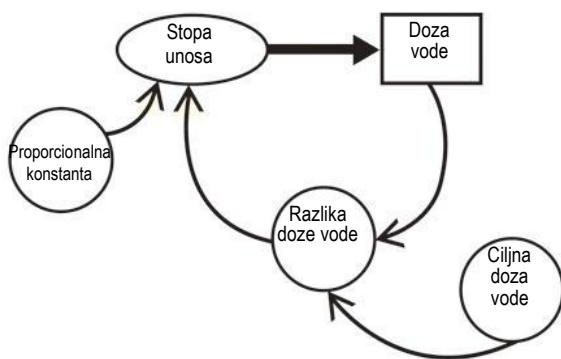 Stopa
unosa
Doza
vode
Proporcionalna
konstanta
Razlika
doze vode
Ciljna
doza
vode